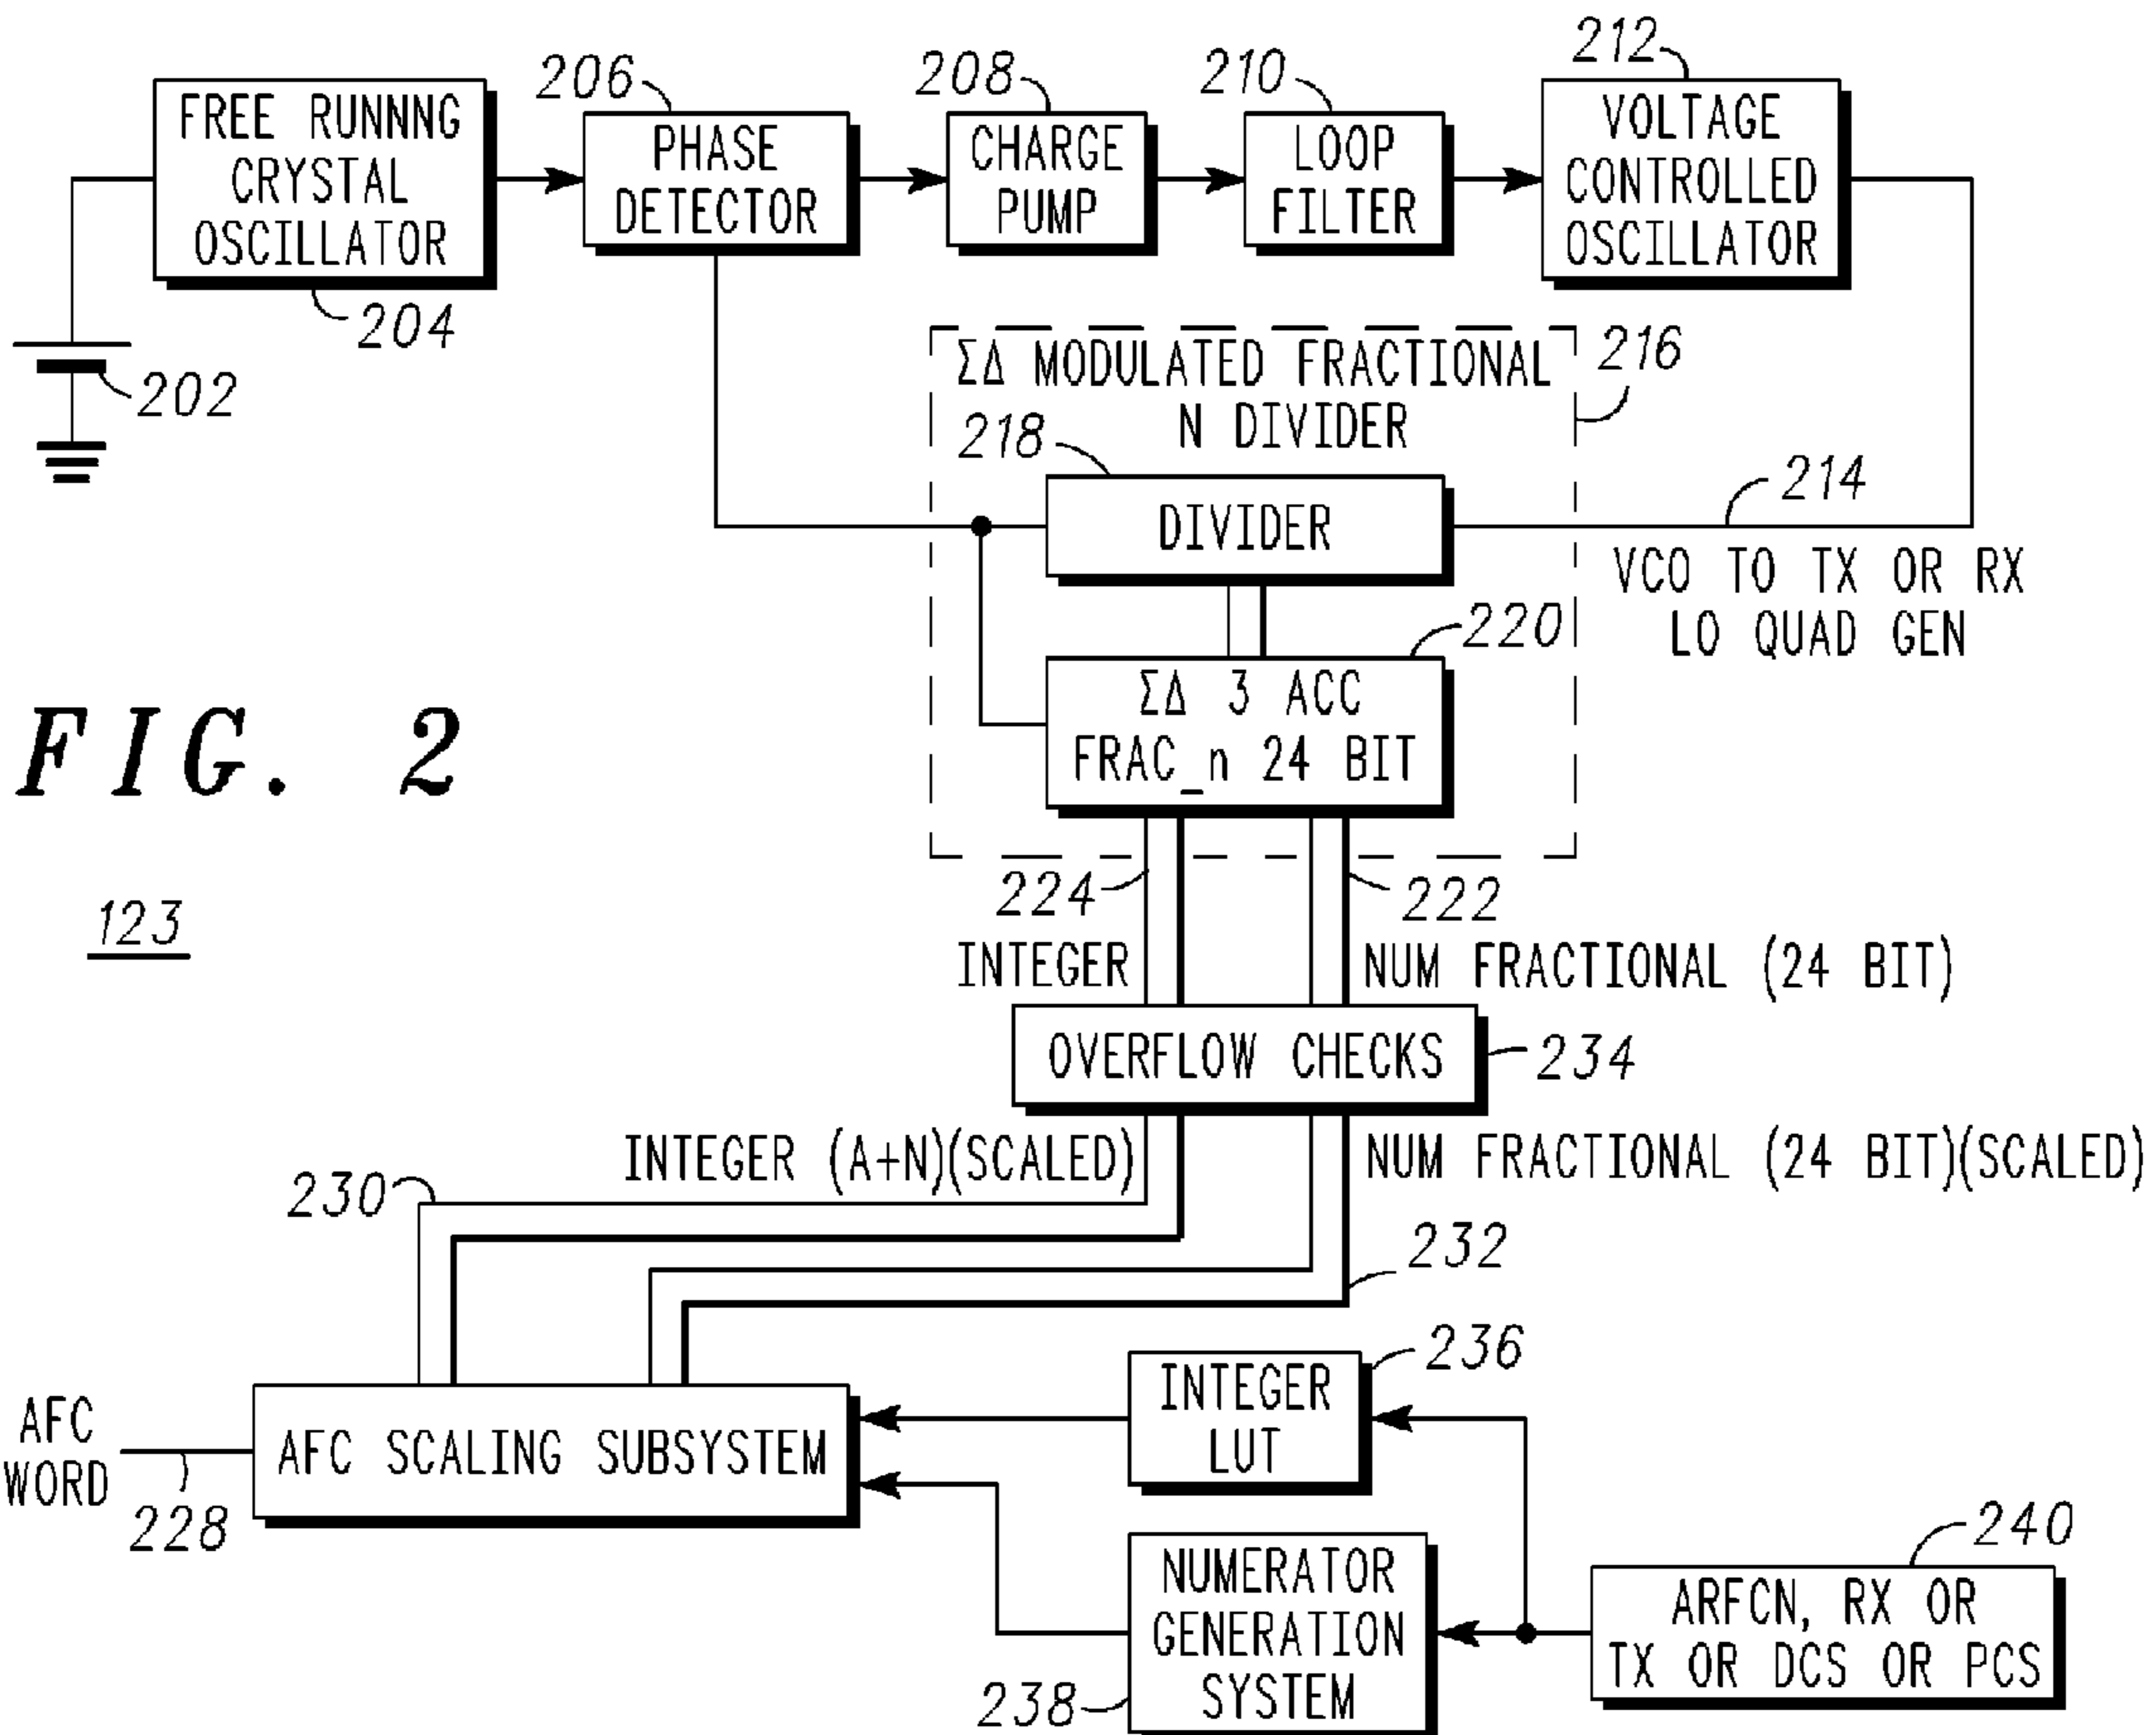 212
206
208
210
FREE RUNNNG
CRYSTAL
OSCILLATOR
PHASE
DETECTOR
CHARGE
PUMP
LOOP
FILTER
VOLTAGE
CONTROLLED
OSCILLATOR
204
202
216
ΣΔ MODULATED FRACTIONAL
N DIVIDER
218
214
DIVIDER
VCO TO TX OR RX
LO QUAD GEN
220
ΣΔ 3 ACC
FRAC_n 24 BIT
FIG. 2
123
224
222
INTEGER
NUM FRACTIONAL (24 BIT)
OVERFLOW CHECKS
234
INTEGER (A+N)(SCALED)
NUM FRACTIONAL (24 BIT)(SCALED)
230
232
236
INTEGER
LUT
AFC
WORD
228
AFC SCALING SUBSYSTEM
NUMERATOR
GENERATION
SYSTEM
238
240
ARFCN, RX OR
TX OR DCS OR PCS